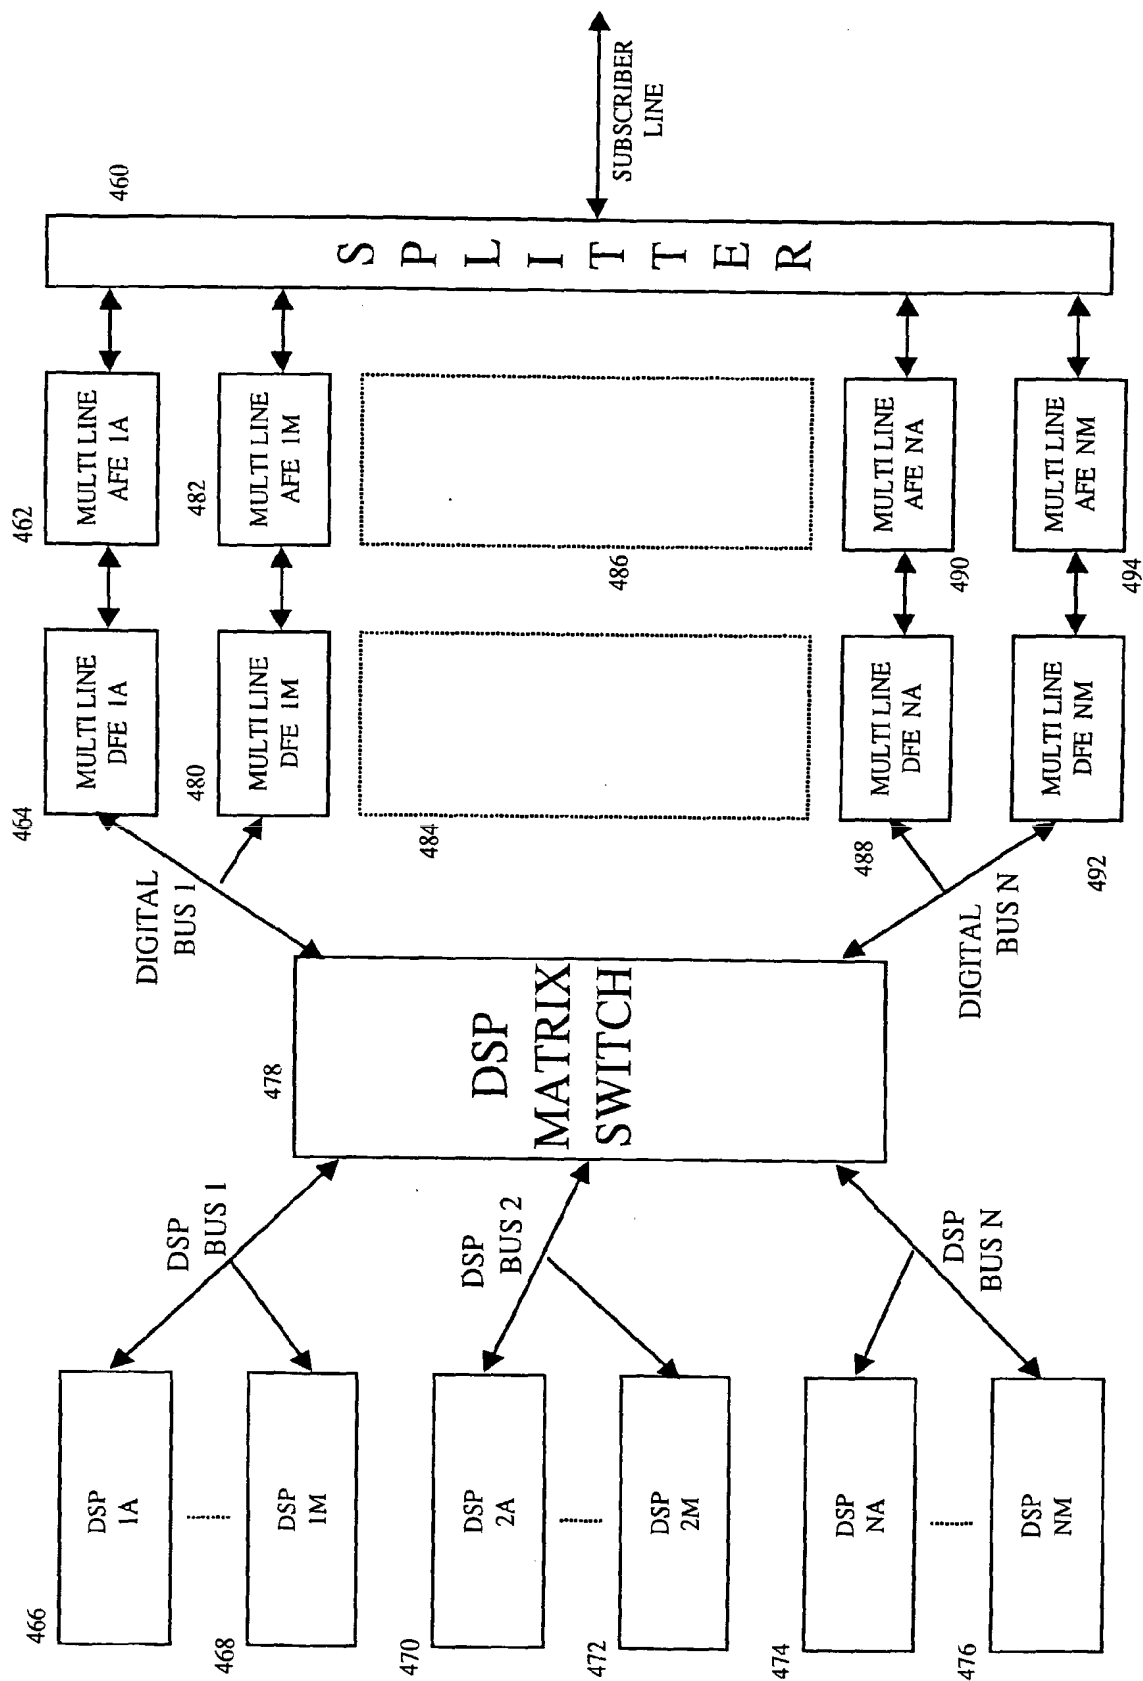 466
DSP
1A
468
DSP
1M
470
DSP
2A
472
DSP
2M
474
DSP
NA
476
DSP
NM
DSP
BUS 1
DSP
BUS 2
DSP
BUS N
478
DSP
MATRIX
SWITCH
DIGITAL
BUS 1
DIGITAL
BUS N
464
MULTI LINE
DFE 1A
480
MULTI LINE
DFE 1M
484
488
MULTI LINE
DFE NA
492
MULTI LINE
DFE NM
462
MULTI LINE
AFE 1A
482
MULTI LINE
AFE 1M
486
490
MULTI LINE
AFE NA
494
MULTI LINE
AFE NM
460
SPLITTER
SUBSCRIBER
LINE